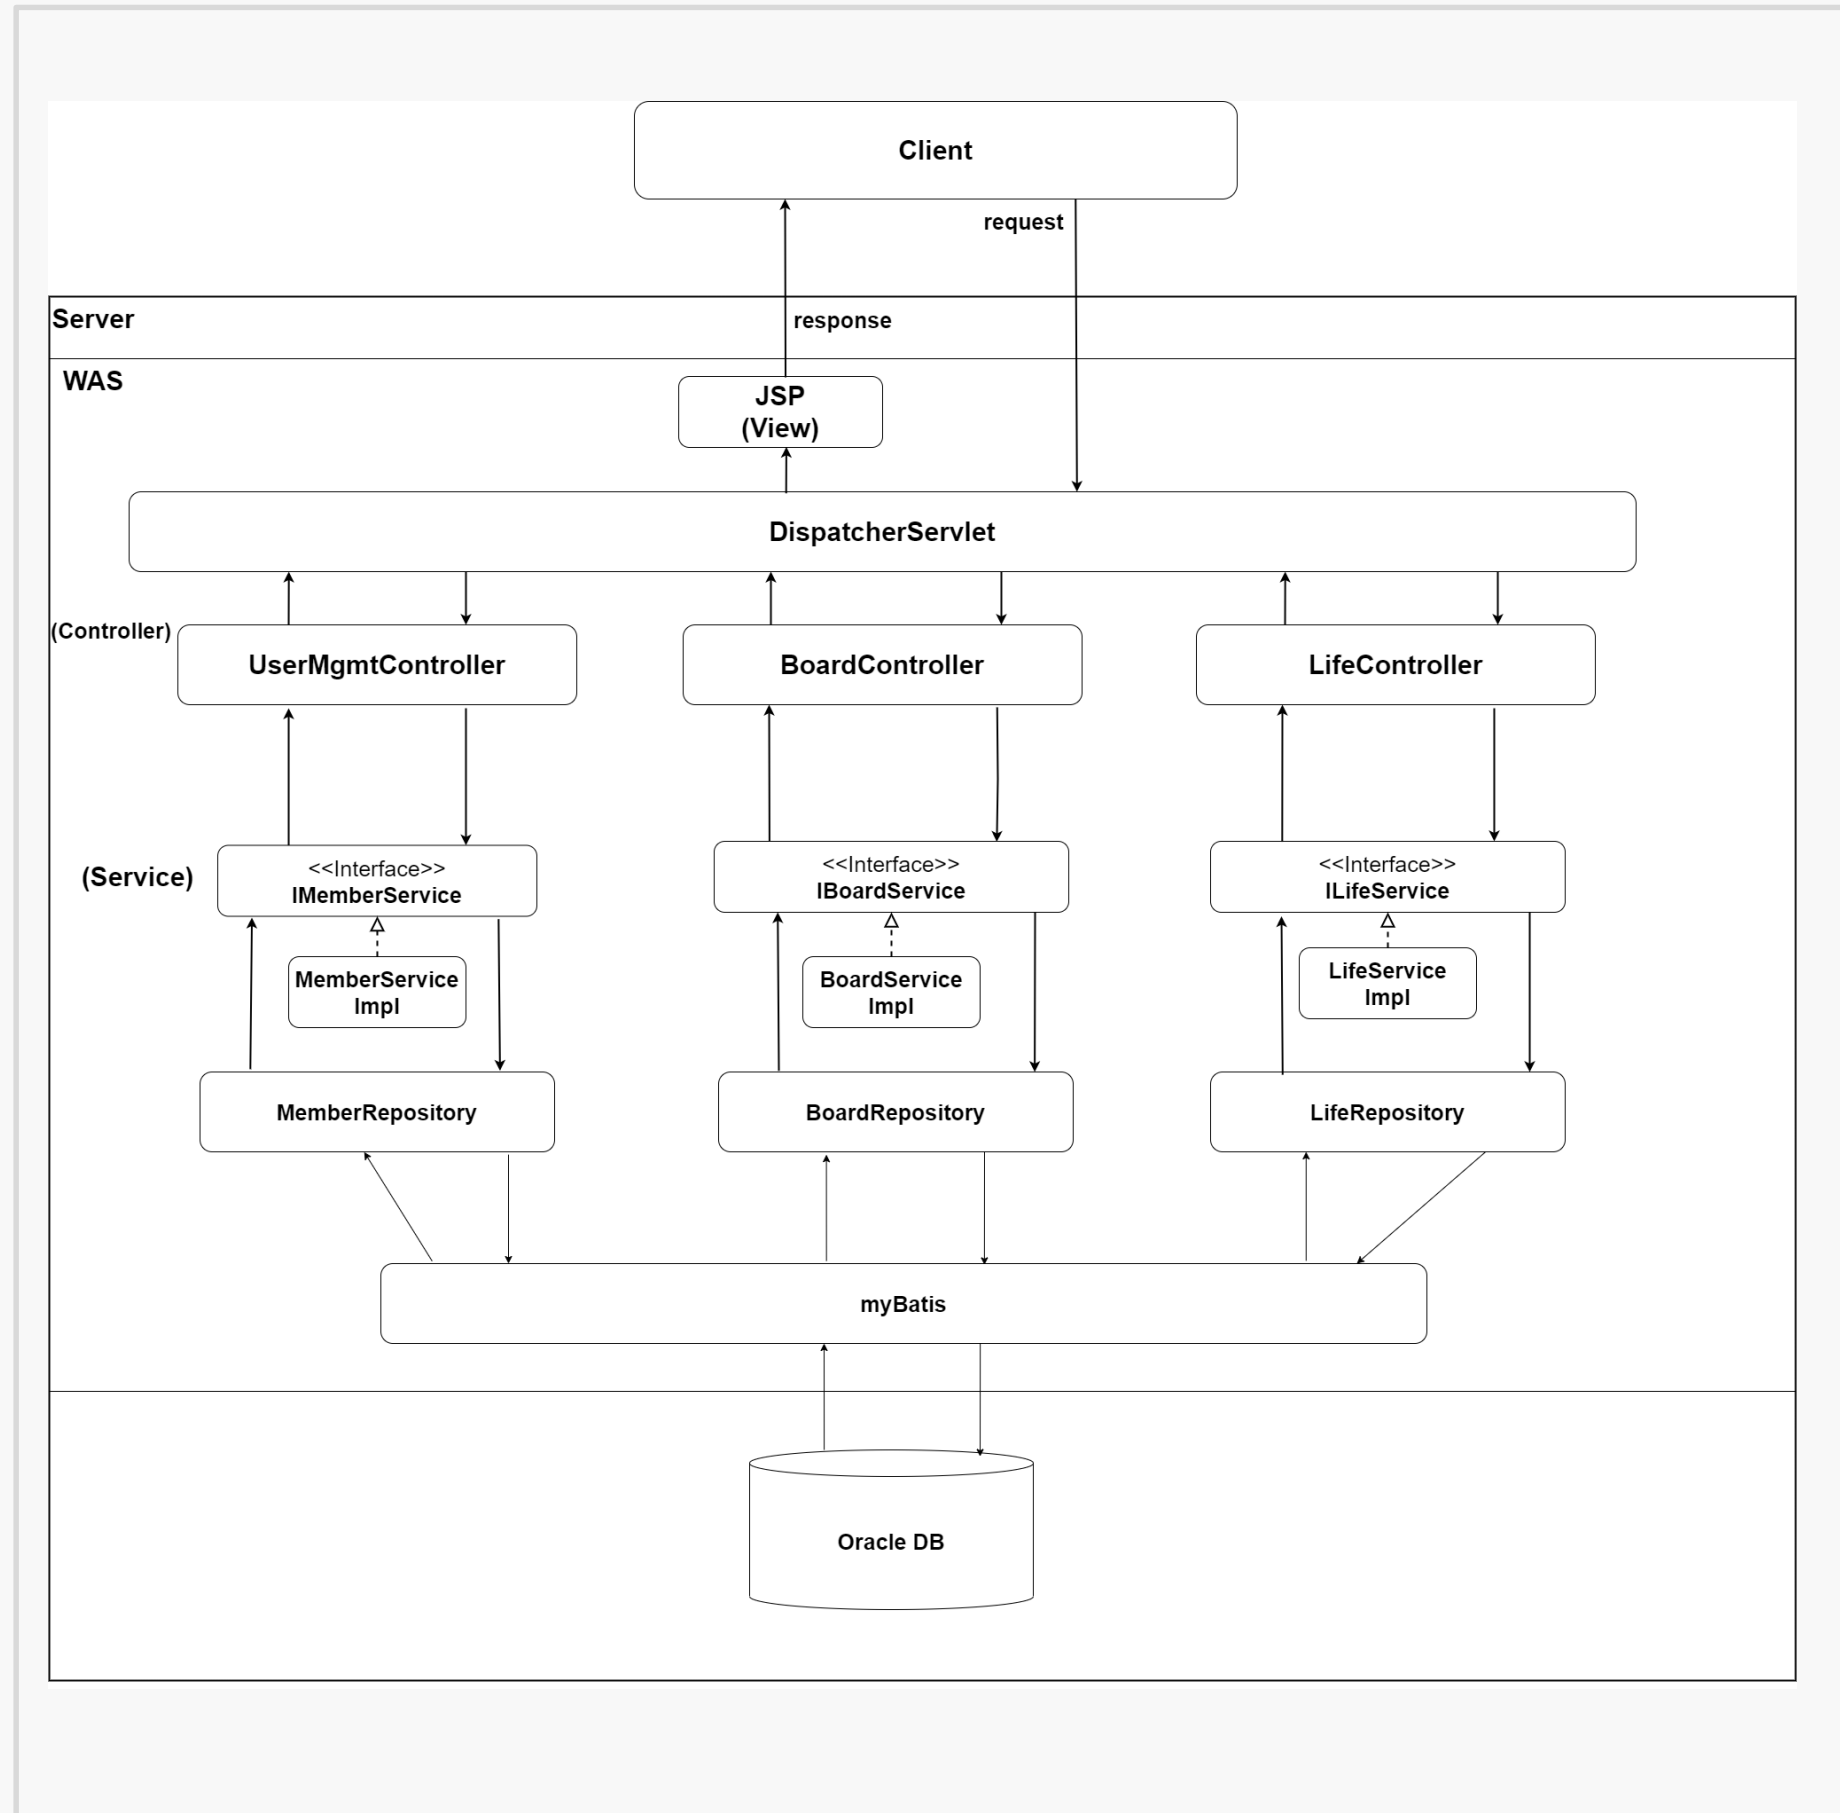 Client
request
Server
response
WAS
JSP
(View)
DispatcherServlet
(Controller)
UserMgmtController
BoardController
LifeController
(Service)
<<Interface>>
IMemberService
<<Interface>>
IBoardService
<<Interface>>
ILifeService
MemberService
Impl
BoardService
Impl
LifeService
Impl
MemberRepository
BoardRepository
LifeRepository
myBatis
Oracle DB